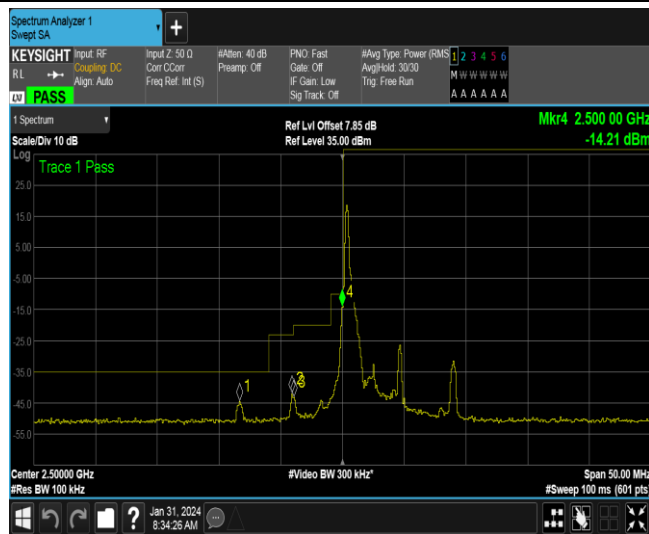 Spectrum Analyzer 1
Swept SA
+
KEYSIGHT Input: RF Input Z: 50 Ω #Atten: 40 dB PNO: Fast #Avg Type: Power (RMS 1 2 3 4 5 6
RL Coupling: DC Corr CCorr Preamp: Off Gate: Off Avg|Hold: 30/30 M W W W W W
Align: Auto Freq Ref: Int (S) IF Gain: Low Trig: Free Run
LXI PASS Sig Track: Off A A A A A A
1 Spectrum Ref Lvl Offset 7.85 dB Mkr4 2.500 00 GHz
Scale/Div 10 dB Ref Level 35.00 dBm -14.21 dBm
Log
Trace 1 Pass
25.0
15.0
5.00
-5.00
4
-15.0
-25.0
-35.0
1 2 3
-45.0
-55.0
Center 2.50000 GHz #Video BW 300 kHz* Span 50.00 MHz
#Res BW 100 kHz #Sweep 100 ms (601 pts)
? Jan 31, 2024
8:34:26 AM